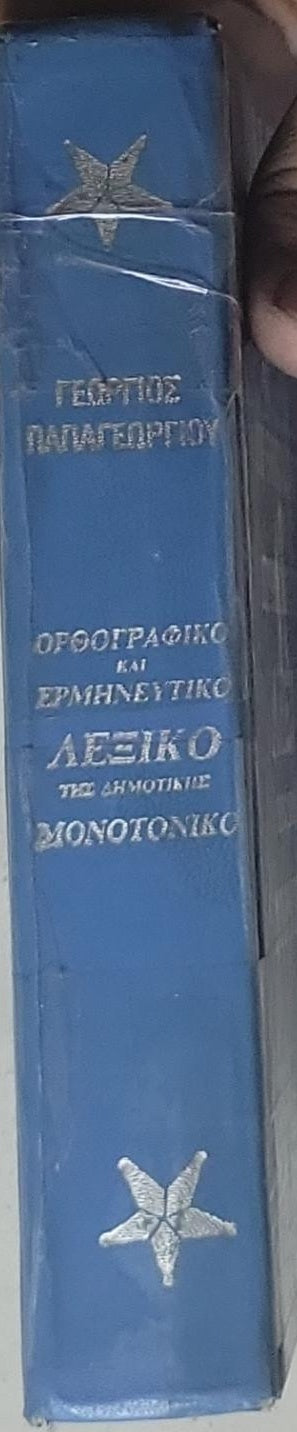 ΓΕΩΡΓΙΟΣ
ΠΑΠΑΓΕΩΡΓΙΟΥ
ΟΡΘΟΓΡΑΦΙΚΟ
ΚΑΙ
ΕΡΜΗΝΕΥΤΙΚΟ
ΛΕΞΙΚΟ
ΤΗΣ ΔΗΜΟΤΙΚΗΣ
ΜΟΝΟΤΟΝΙΚΟ